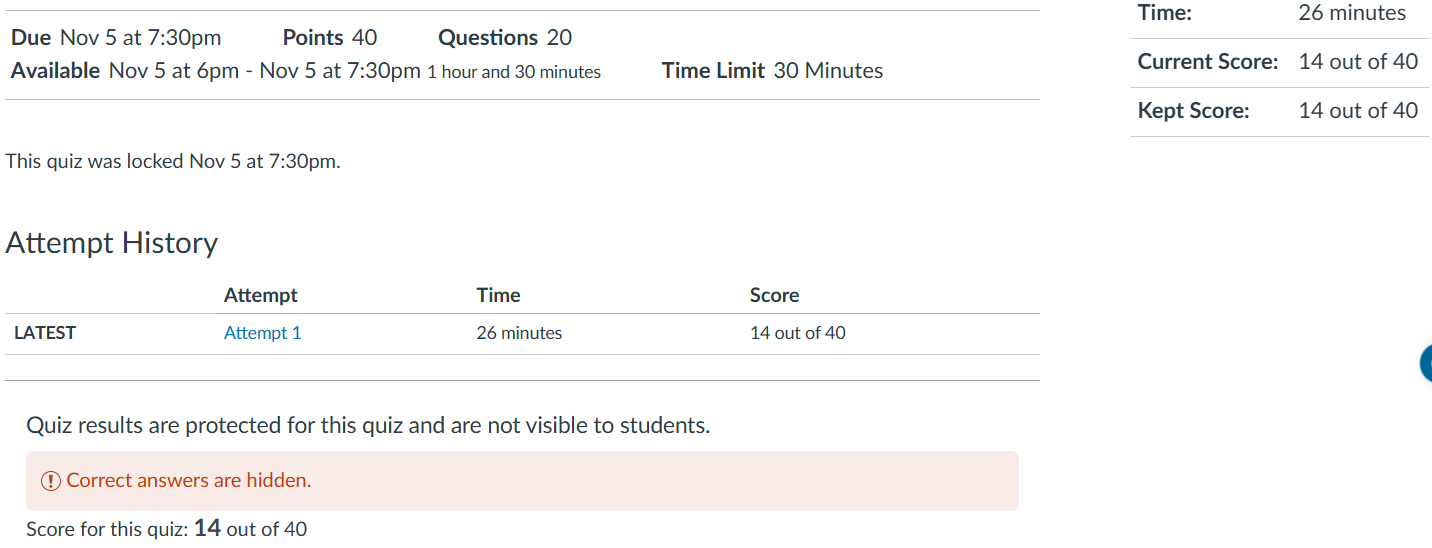 Due Nov 5 at 7:30pm Points 40 Questions 20
Available Nov 5 at 6pm - Nov 5 at 7:30pm 1 hour and 30 minutes Time Limit 30 Minutes
This quiz was locked Nov 5 at 7:30pm.
Attempt History
Attempt Time Score
LATEST Attempt 1 26 minutes 14 out of 40
Quiz results are protected for this quiz and are not visible to students.
Correct answers are hidden.
Score for this quiz: 14 out of 40
Time: 26 minutes
Current Score: 14 out of 40
Kept Score: 14 out of 40